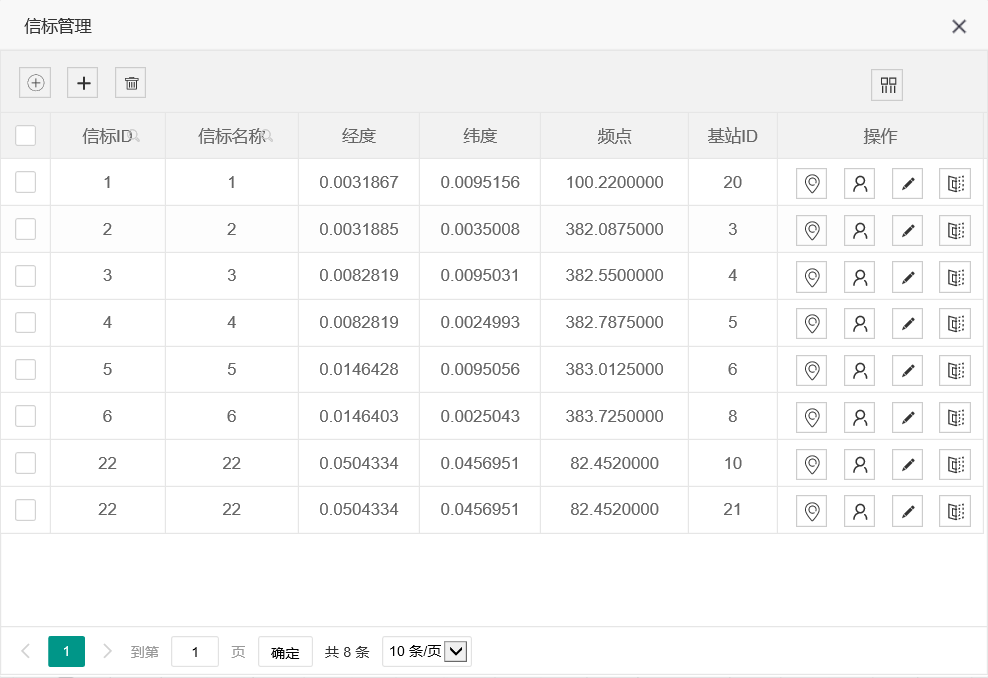 信标管理
信标ID 信标名称 经度 纬度 频点 基站ID 操作
1 1 0.0031867 0.0095156 100.2200000 20
2 2 0.0031885 0.0035008 382.0875000 3
3 3 0.0082819 0.0095031 382.5500000 4
4 4 0.0082819 0.0024993 382.7875000 5
5 5 0.0146428 0.0095056 383.0125000 6
6 6 0.0146403 0.0025043 383.7250000 8
22 22 0.0504334 0.0456951 82.4520000 10
22 22 0.0504334 0.0456951 82.4520000 21
1 到第 1 页 确定 共 8 条 10 条/页